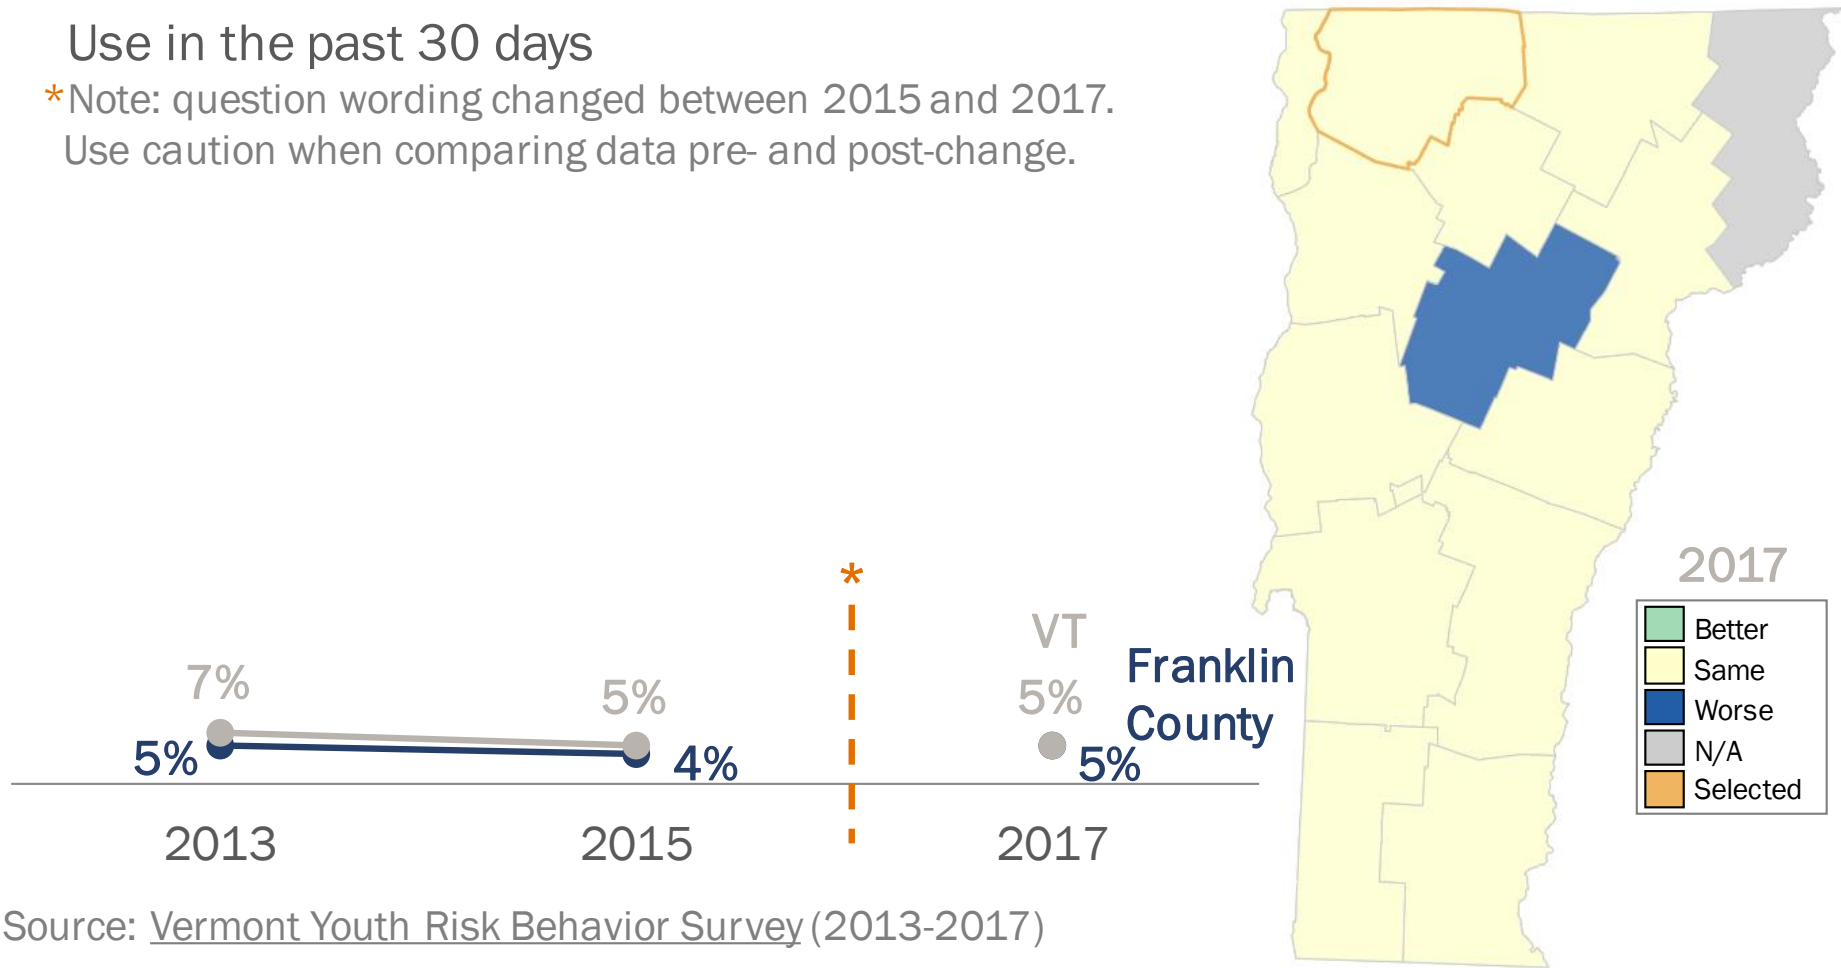 Use in the past 30 days
*Note: question wording changed between 2015 and 2017.
Use caution when comparing data pre- and post-change.
*
VT
7%
5%
5%
Franklin
County
5%
4%
5%
2013
2015
2017
Source: Vermont Youth Risk Behavior Survey (2013-2017)
2017
Better
Same
Worse
N/A
Selected